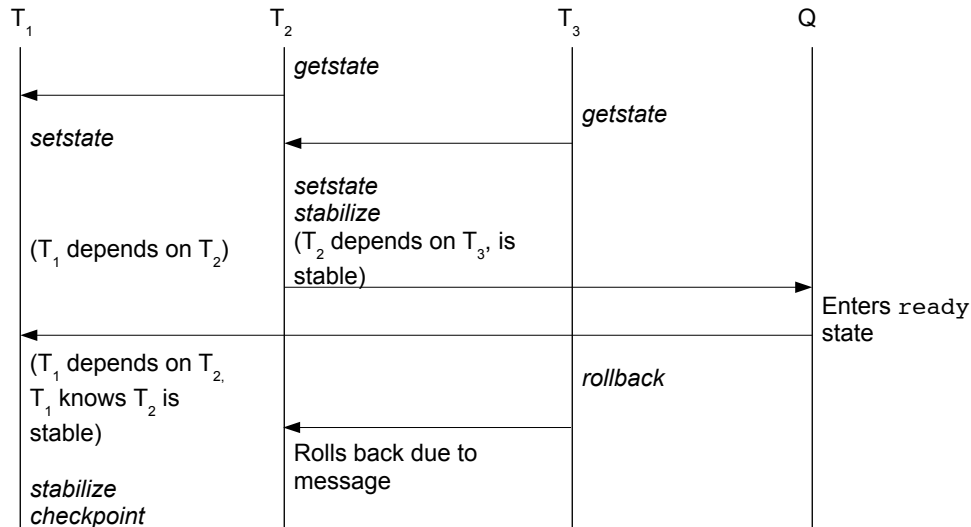 T1 T2 T3 Q
getstate
getstate
setstate
setstate
stabilize
(T1 depends on T2)
(T2 depends on T3, is
stable)
Enters ready
state
(T1 depends on T2,
T1 knows T2 is
stable)
rollback
Rolls back due to
message
stabilize
checkpoint